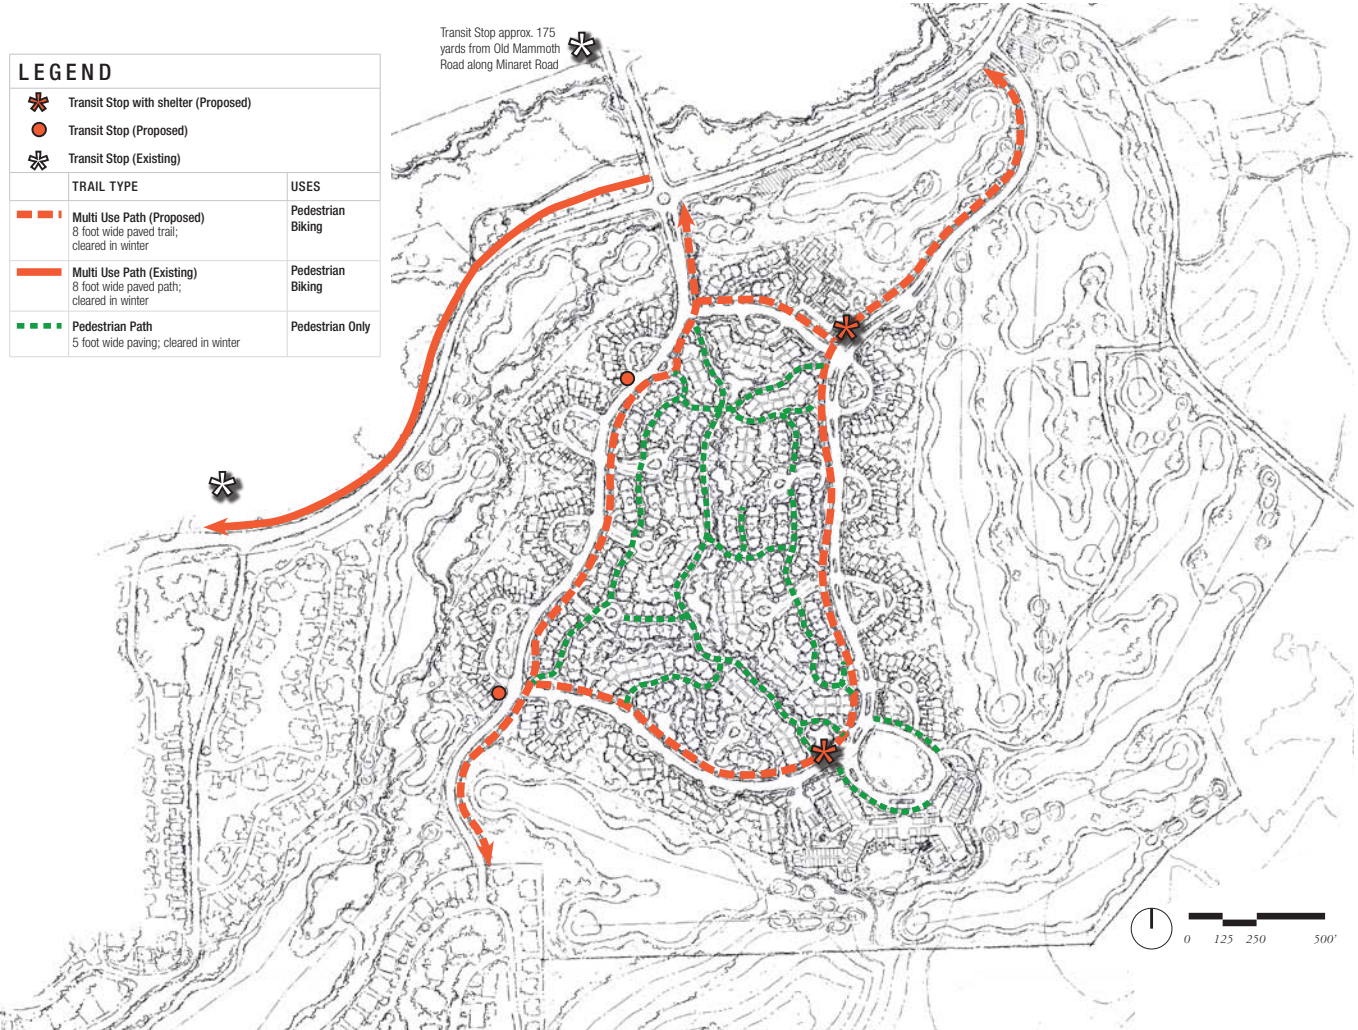 Transit Stop approx. 175
yards from Old Mammoth
Road along Minaret Road
LEGEND
Transit Stop with shelter (Proposed)
Transit Stop (Proposed)
Transit Stop (Existing)
TRAIL TYPE USES
Multi Use Path (Proposed)
8 foot wide paved trail;
cleared in winter
Pedestrian
Biking
Multi Use Path (Existing)
8 foot wide paved path;
cleared in winter
Pedestrian
Biking
Pedestrian Path
5 foot wide paving; cleared in winter
Pedestrian Only
0 125 250 500'